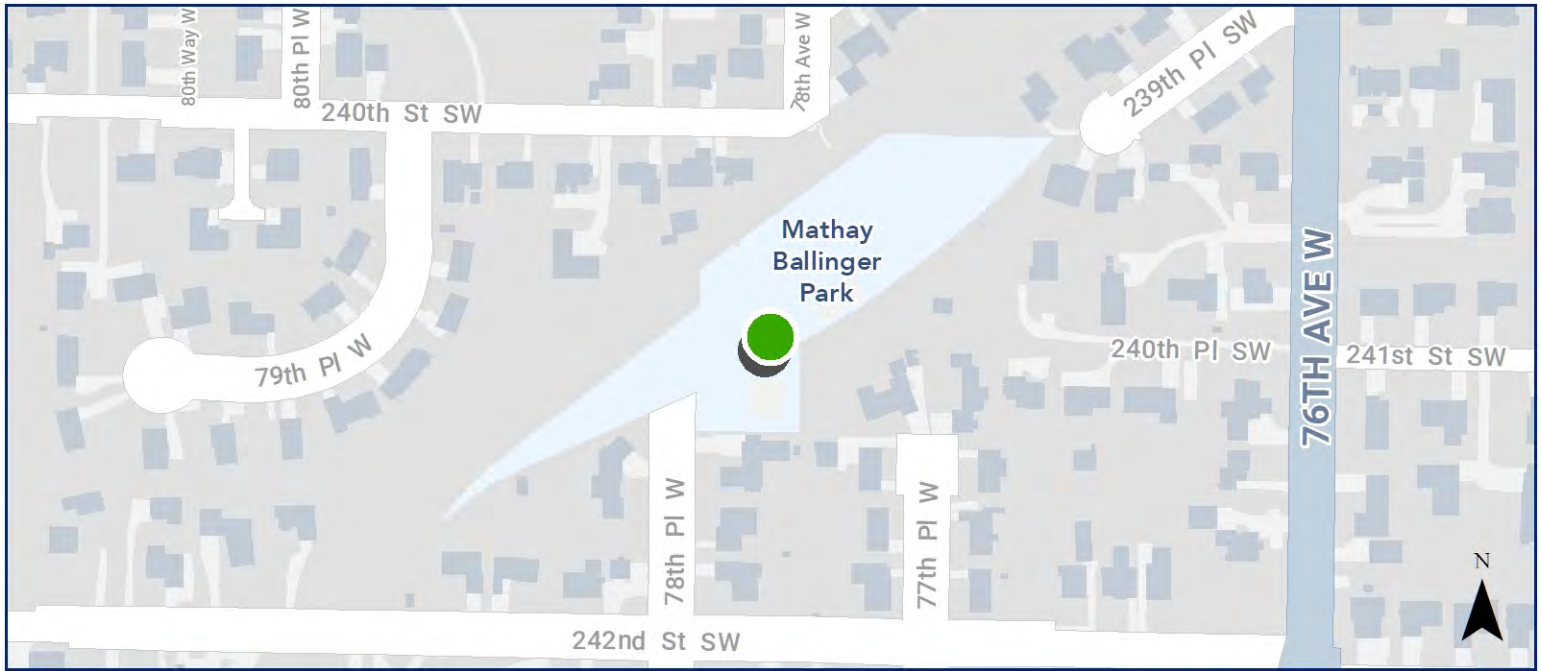 80th Way W
80th Pl W
78th Ave W
239th Pl SW
240th St SW
Mathay
Ballinger
Park
79th Pl W
240th Pl SW
76TH AVE W
241st St SW
78th Pl W
77th Pl W
N
242nd St SW